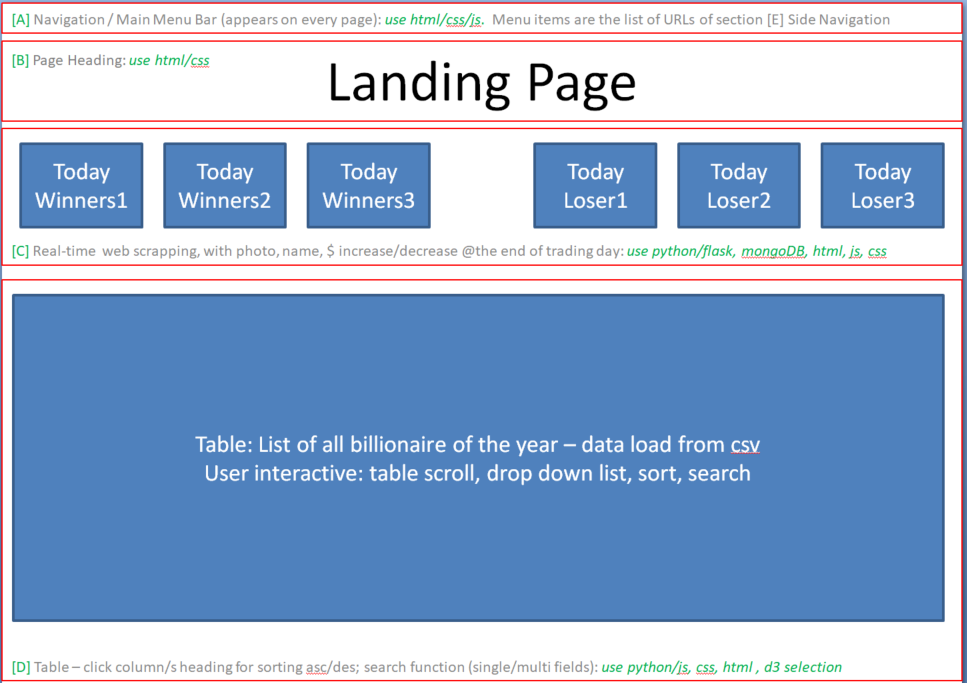 [A] Navigation / Main Menu Bar (appears on every page): use html/css/js.  Menu items are the list of URLs of section [E] Side Navigation
[B] Page Heading: use html/css
Landing Page
Today Winners1
Today Winners2
Today Winners3
Today Loser1
Today Loser2
Today Loser3
[C] Real-time  web scrapping, with photo, name, $ increase/decrease @the end of trading day: use python/flask, mongoDB, html, js, css
Table: List of all billionaire of the year – data load from csv
User interactive: table scroll, drop down list, sort, search
[D] Table – click column/s heading for sorting asc/des; search function (single/multi fields): use python/js, css, html , d3 selection